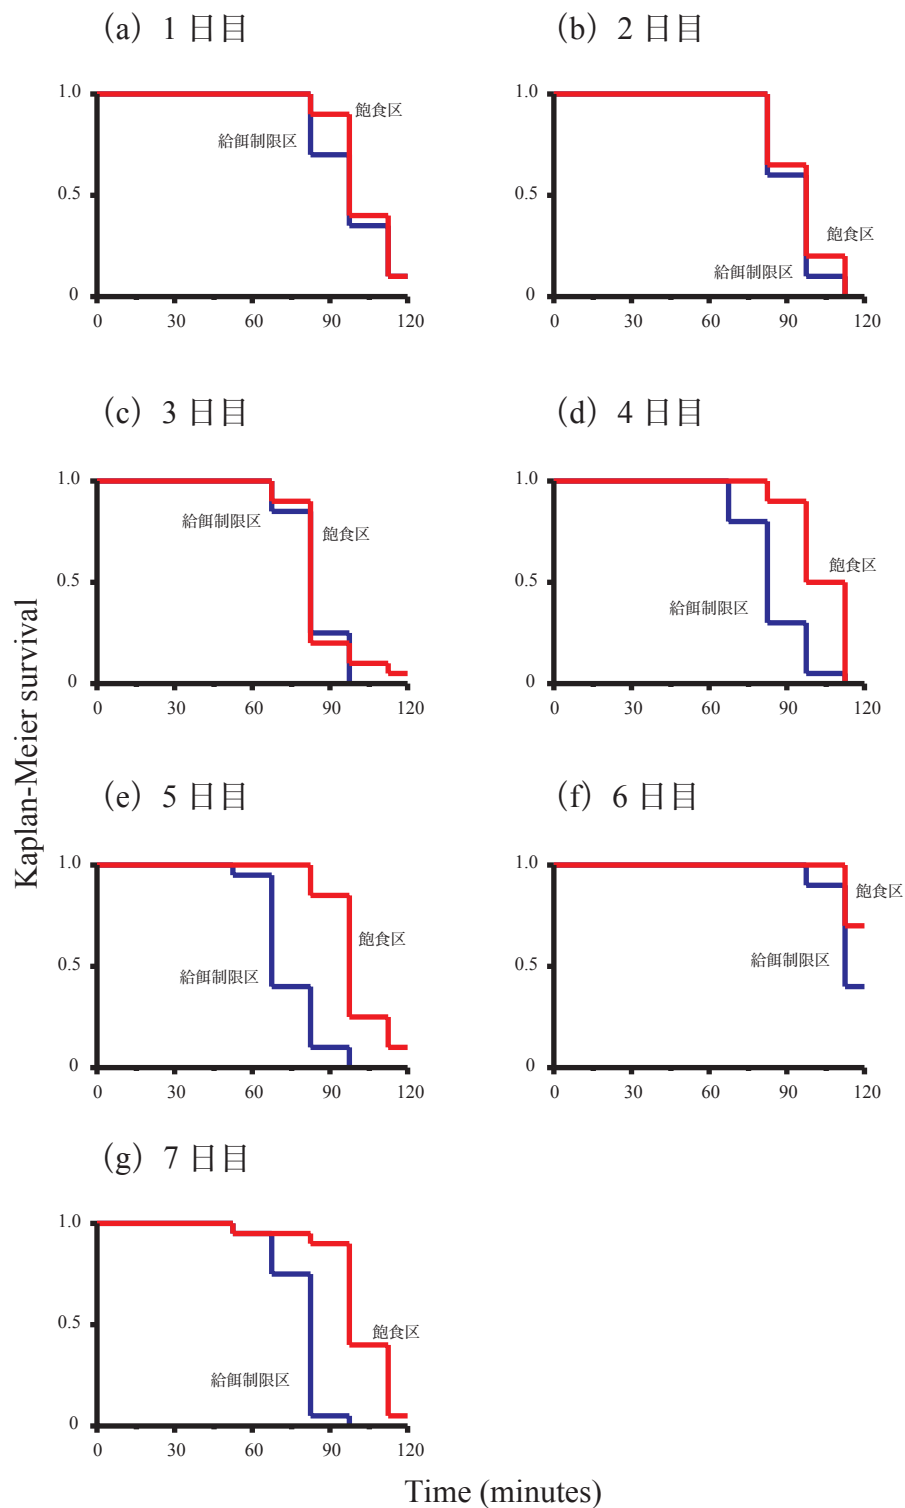 (a) 1 日目
(b) 2 日目
1.0
飽食区
給餌制限区
0.5
0
0 30 60 90 120
1.0
0.5
飽食区
給餌制限区
0
0 30 60 90 120
(c) 3 日目
(d) 4 日目
1.0
給餌制限区
飽食区
0.5
0
0 30 60 90 120
1.0
飽食区
0.5
給餌制限区
0
0 30 60 90 120
Kaplan-Meier survival
(e) 5 日目
(f) 6 日目
1.0
飽食区
給餌制限区
0.5
0
0 30 60 90 120
1.0
飽食区
給餌制限区
0.5
0
0 30 60 90 120
(g) 7 日目
1.0
0.5
飽食区
給餌制限区
0
0 30 60 90 120
Time (minutes)